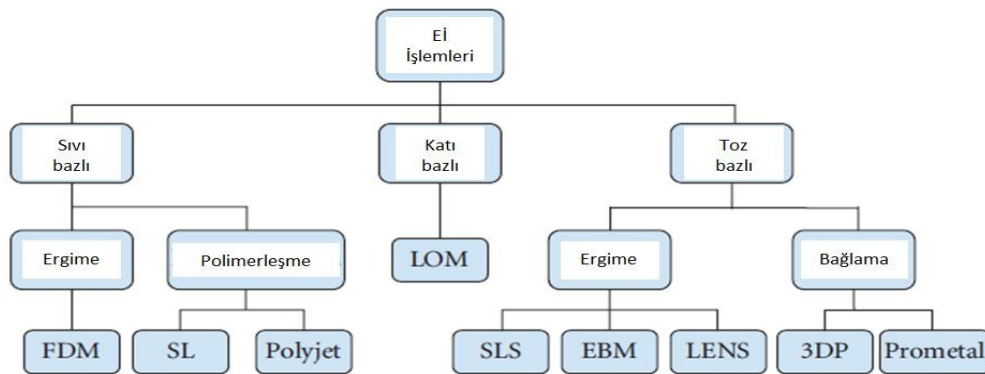 Eİ
İşlemleri
Sıvı
bazlı
Katı
bazlı
Toz
bazlı
Ergime
Polimerleşme
LOM
Ergime
Bağlama
FDM
SL
Polyjet
SLS
EBM
LENS
3DP
Prometal